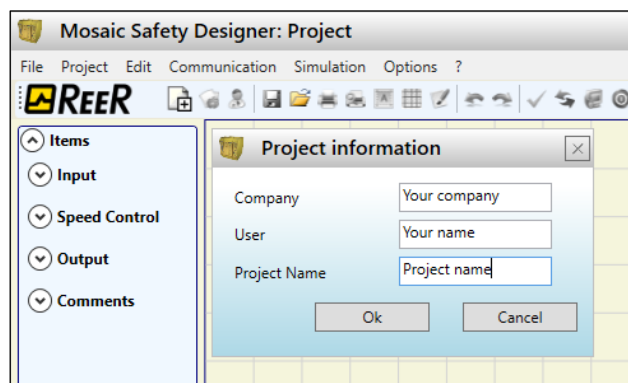 Mosaic Safety Designer: Project
File Project Edit Communication Simulation Options ?
REER
Items
Input
Speed Control
Output
Comments
Project information
Company
Your company
User
Your name
Project Name
Project name
Ok
Cancel